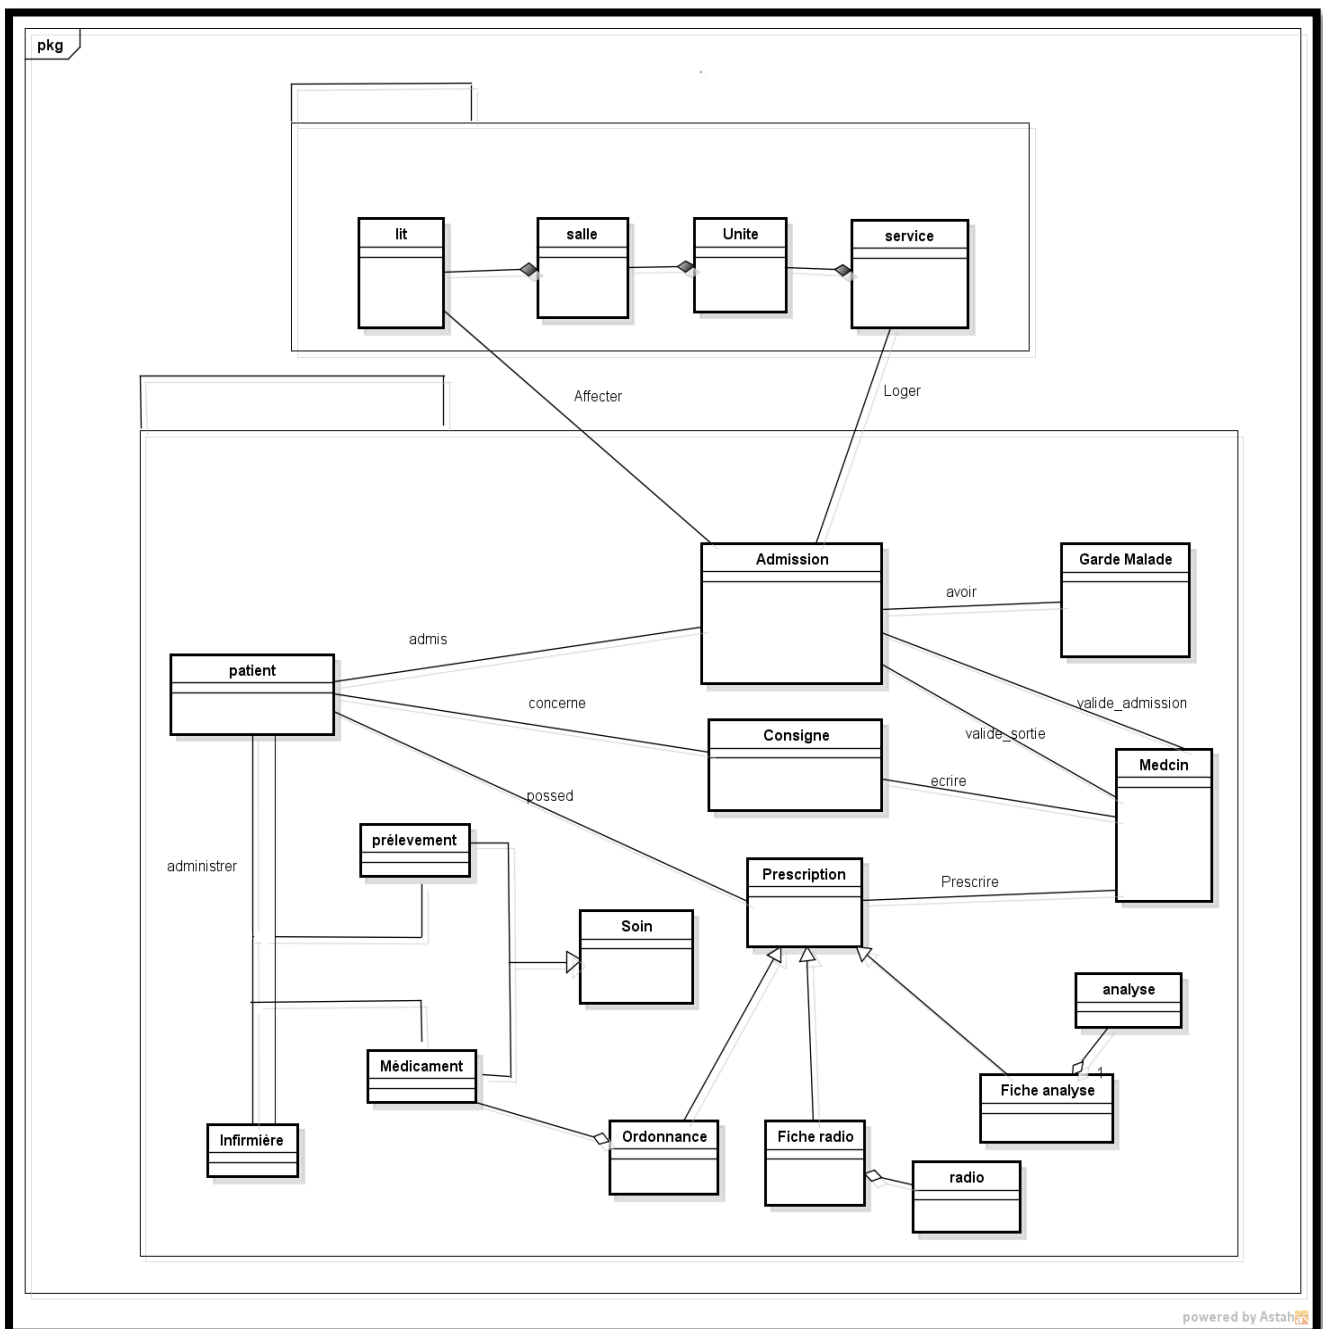 pkg
lit
salle
Unite
service
Affecter
Loger
Admission
Garde Malade
avoir
admis
patient
concerne
valide_admission
Consigne
valide_sortie
Medcin
ecrire
possed
prélevement
administrer
Prescription
Prescrire
Soin
analyse
Médicament
1
Fiche analyse
Infirmière
Ordonnance
Fiche radio
radio
powered by Astah